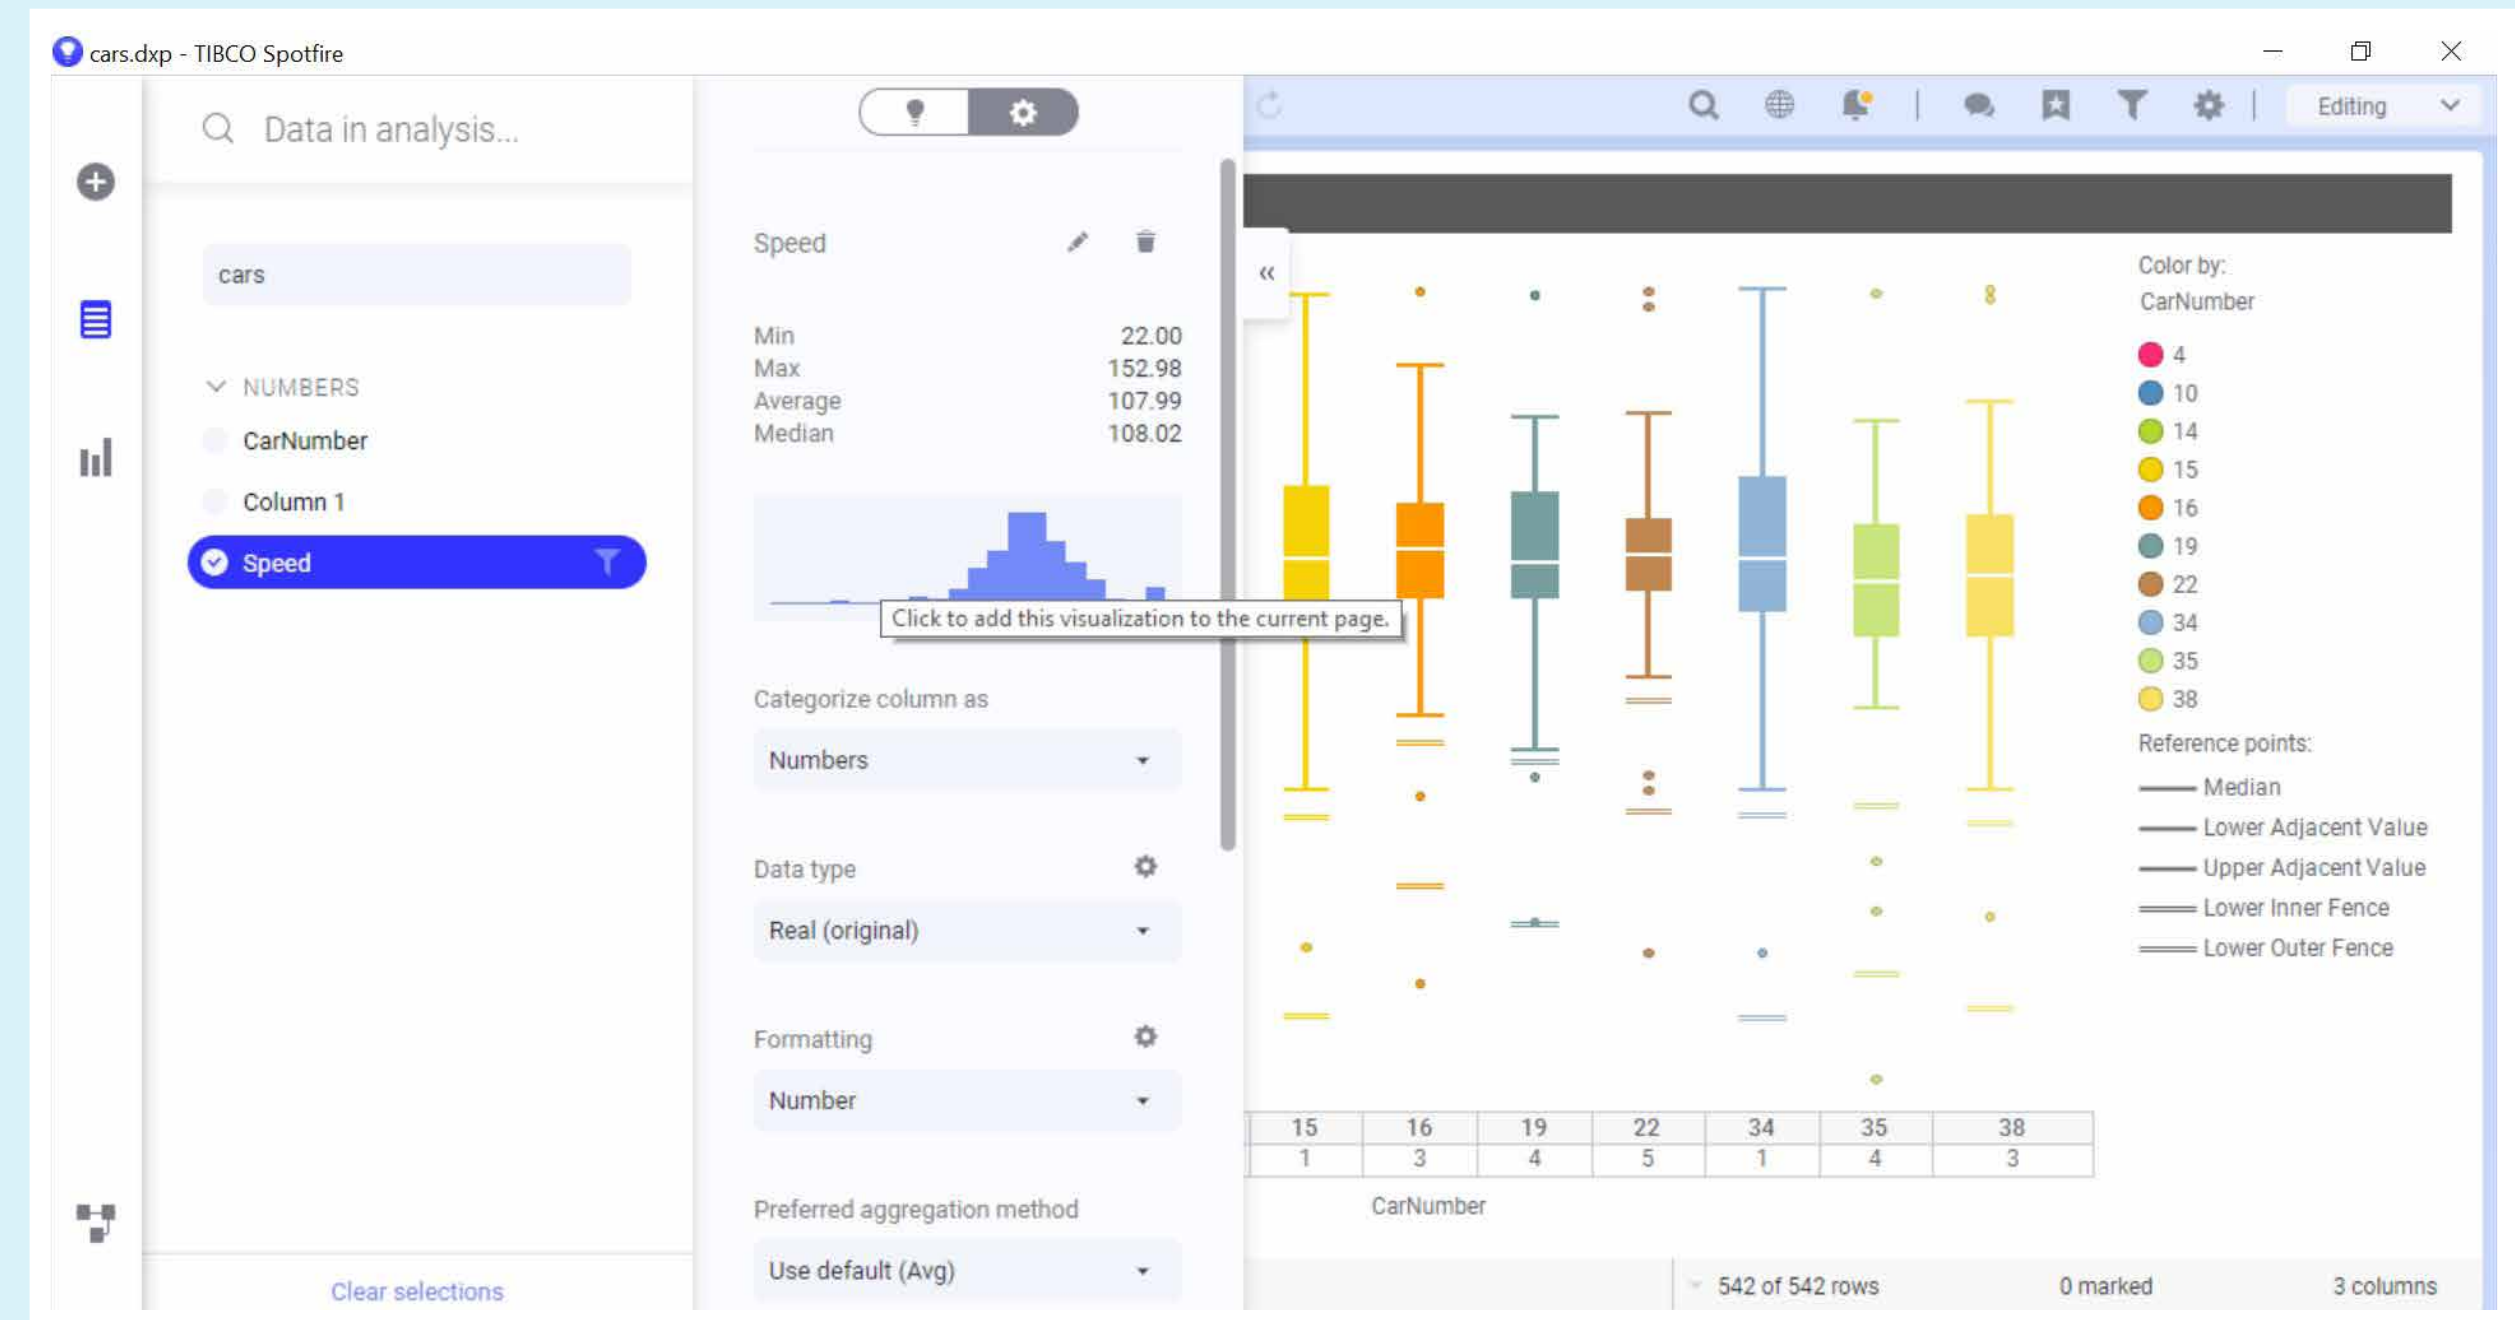 cars.dxp - TIBCO Spotfire
Data in analysis...
Editing
cars
NUMBERS
CarNumber
Column 1
Speed
Clear selections
Speed
Min 22.00
Max 152.98
Average 107.99
Median 108.02
Click to add this visualization to the current page.
Categorize column as
Numbers
Data type
Real (original)
Formatting
Number
Preferred aggregation method
Use default (Avg)
15 16 19 22 34 35 38
1 3 4 5 1 4 3
CarNumber
Color by:
CarNumber
4
10
14
15
16
19
22
34
35
38
Reference points:
Median
Lower Adjacent Value
Upper Adjacent Value
Lower Inner Fence
Lower Outer Fence
542 of 542 rows 0 marked 3 columns